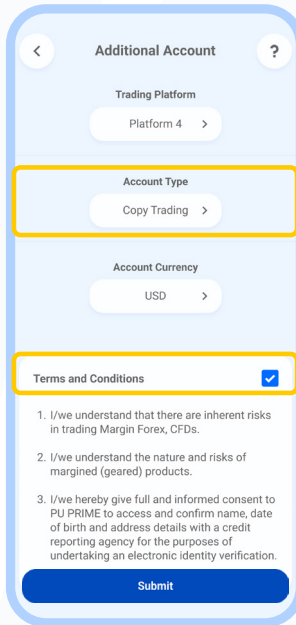 Additional Account
?
Trading Platform
Platform 4
Account Type
Copy Trading
Account Currency
USD
Terms and Conditions
1. I/we understand that there are inherent risks
in trading Margin Forex, CFDs.
2. I/we understand the nature and risks of
margined (geared) products.
3. I/we hereby give full and informed consent to
PU PRIME to access and confirm name, date
of birth and address details with a credit
reporting agency for the purposes of
undertaking an electronic identity verification.
Submit